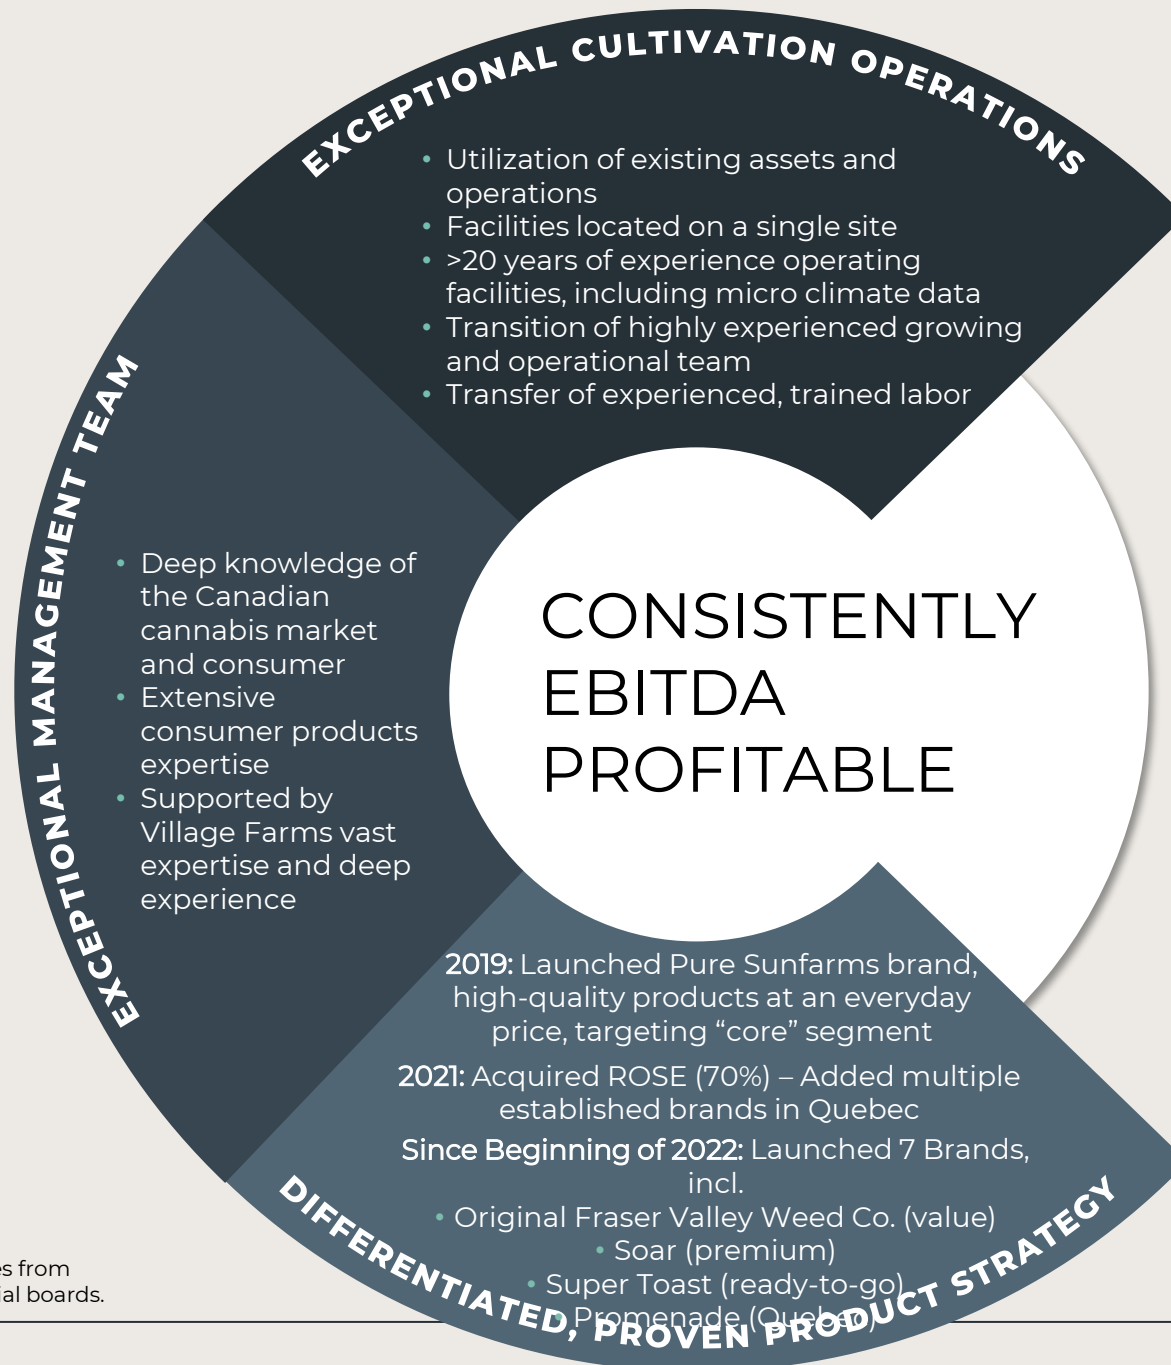 EXCEPTIONAL CULTIVATION OPERATIONS
• Utilization of existing assets and
operations
• Facilities located on a single site
• >20 years of experience operating
facilities, including micro climate data
• Transition of highly experienced growing
and operational team
• Transfer of experienced, trained labor
EXCEPTIONAL MANAGEMENT TEAM
• Deep knowledge of
the Canadian
cannabis market
and consumer
• Extensive
consumer products
expertise
• Supported by
Village Farms vast
expertise and deep
experience
CONSISTENTLY
EBITDA
PROFITABLE
2019: Launched Pure Sunfarms brand,
high-quality products at an everyday
price, targeting “core” segment
2021: Acquired ROSE (70%) – Added multiple
established brands in Quebec
Since Beginning of 2022: Launched 7 Brands,
incl.
• Original Fraser Valley Weed Co. (value)
• Soar (premium)
• Super Toast (ready-to-go)
• Promenade (Quebec)
DIFFERENTIATED, PROVEN PRODUCT STRATEGY
es from
ial boards.